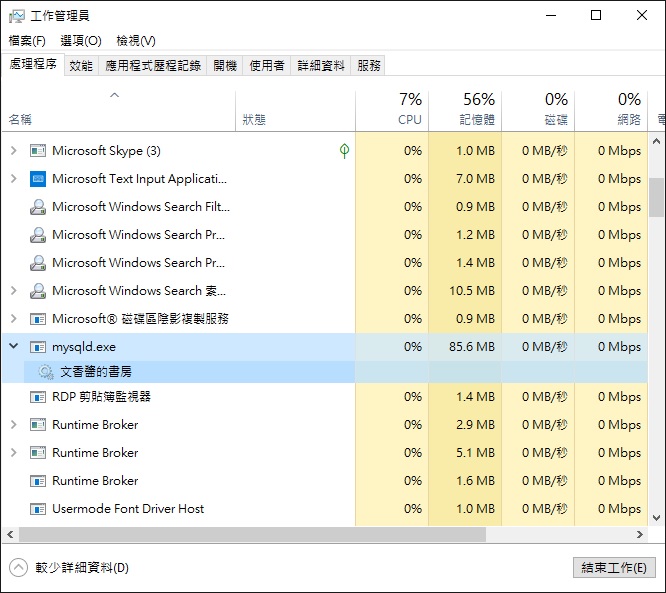 工作管理員
檔案(F) 選項(O) 檢視(V)
處理程序 效能 應用程式歷程記錄 開機 使用者 詳細資料 服務
7% 56% 0% 0%
名稱 狀態 CPU 記憶體 磁碟 網路
Microsoft Skype (3) 0% 1.0 MB 0 MB/秒 0 Mbps
Microsoft Text Input Applicati... 0% 7.0 MB 0 MB/秒 0 Mbps
Microsoft Windows Search Filt... 0% 0.9 MB 0 MB/秒 0 Mbps
Microsoft Windows Search Pr... 0% 1.2 MB 0 MB/秒 0 Mbps
Microsoft Windows Search Pr... 0% 1.4 MB 0 MB/秒 0 Mbps
Microsoft Windows Search 索... 0% 10.5 MB 0 MB/秒 0 Mbps
Microsoft® 磁碟區陰影複製服務 0% 0.9 MB 0 MB/秒 0 Mbps
mysqld.exe 0% 85.6 MB 0 MB/秒 0 Mbps
文香醬的書房
RDP 剪貼簿監視器 0% 1.4 MB 0 MB/秒 0 Mbps
Runtime Broker 0% 2.9 MB 0 MB/秒 0 Mbps
Runtime Broker 0% 5.1 MB 0 MB/秒 0 Mbps
Runtime Broker 0% 1.6 MB 0 MB/秒 0 Mbps
Usermode Font Driver Host 0% 1.0 MB 0 MB/秒 0 Mbps
較少詳細資料(D) 結束工作(E)